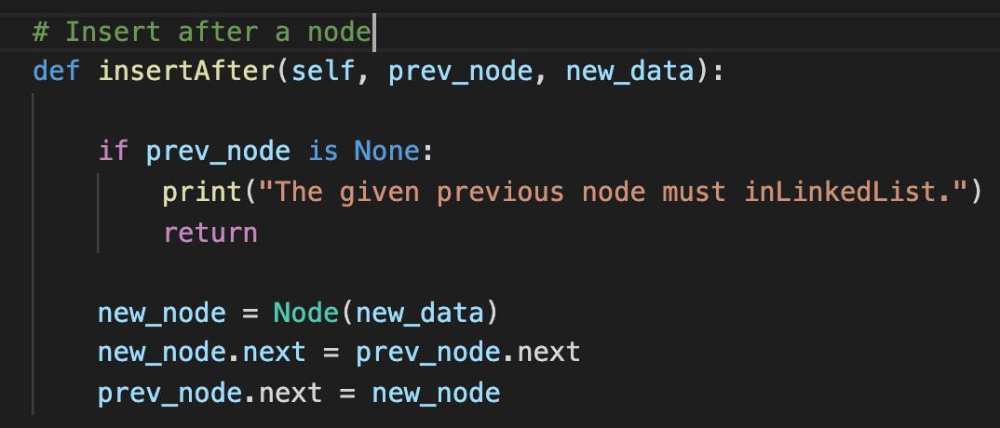 # Insert after a node
def insertAfter(self, prev_node, new_data):
if prev_node is None:
print("The given previous node must inLinkedList.")
return
new_node = Node(new_data)
new_node.next = prev_node.next
prev_node.next = new_node